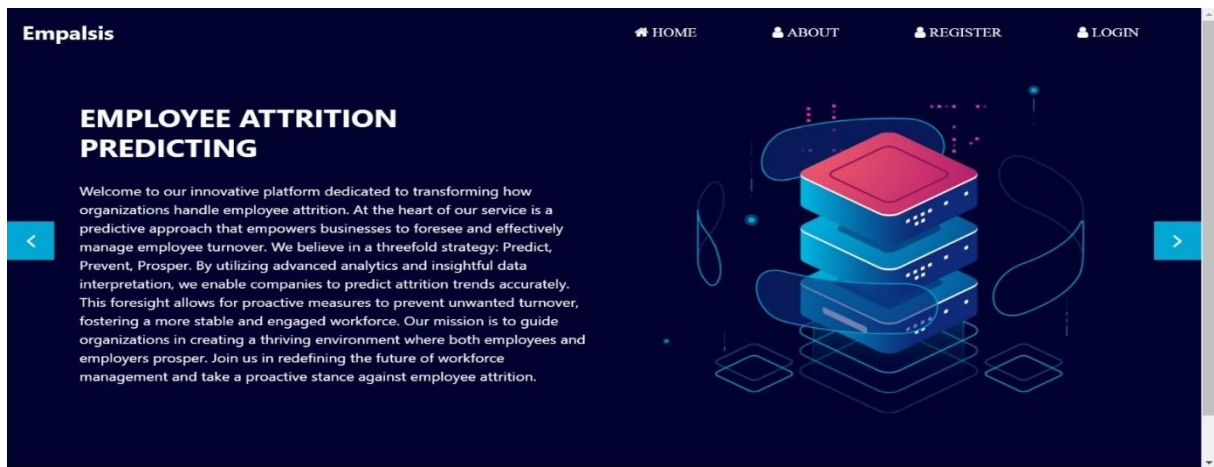 Empalsis
HOME
ABOUT
REGISTER
LOGIN
EMPLOYEE ATTRITION
PREDICTING
Welcome to our innovative platform dedicated to transforming how
organizations handle employee attrition. At the heart of our service is a
predictive approach that empowers businesses to foresee and effectively
manage employee turnover. We believe in a threefold strategy: Predict,
Prevent, Prosper. By utilizing advanced analytics and insightful data
interpretation, we enable companies to predict attrition trends accurately.
This foresight allows for proactive measures to prevent unwanted turnover,
fostering a more stable and engaged workforce. Our mission is to guide
organizations in creating a thriving environment where both employees and
employers prosper. Join us in redefining the future of workforce
management and take a proactive stance against employee attrition.